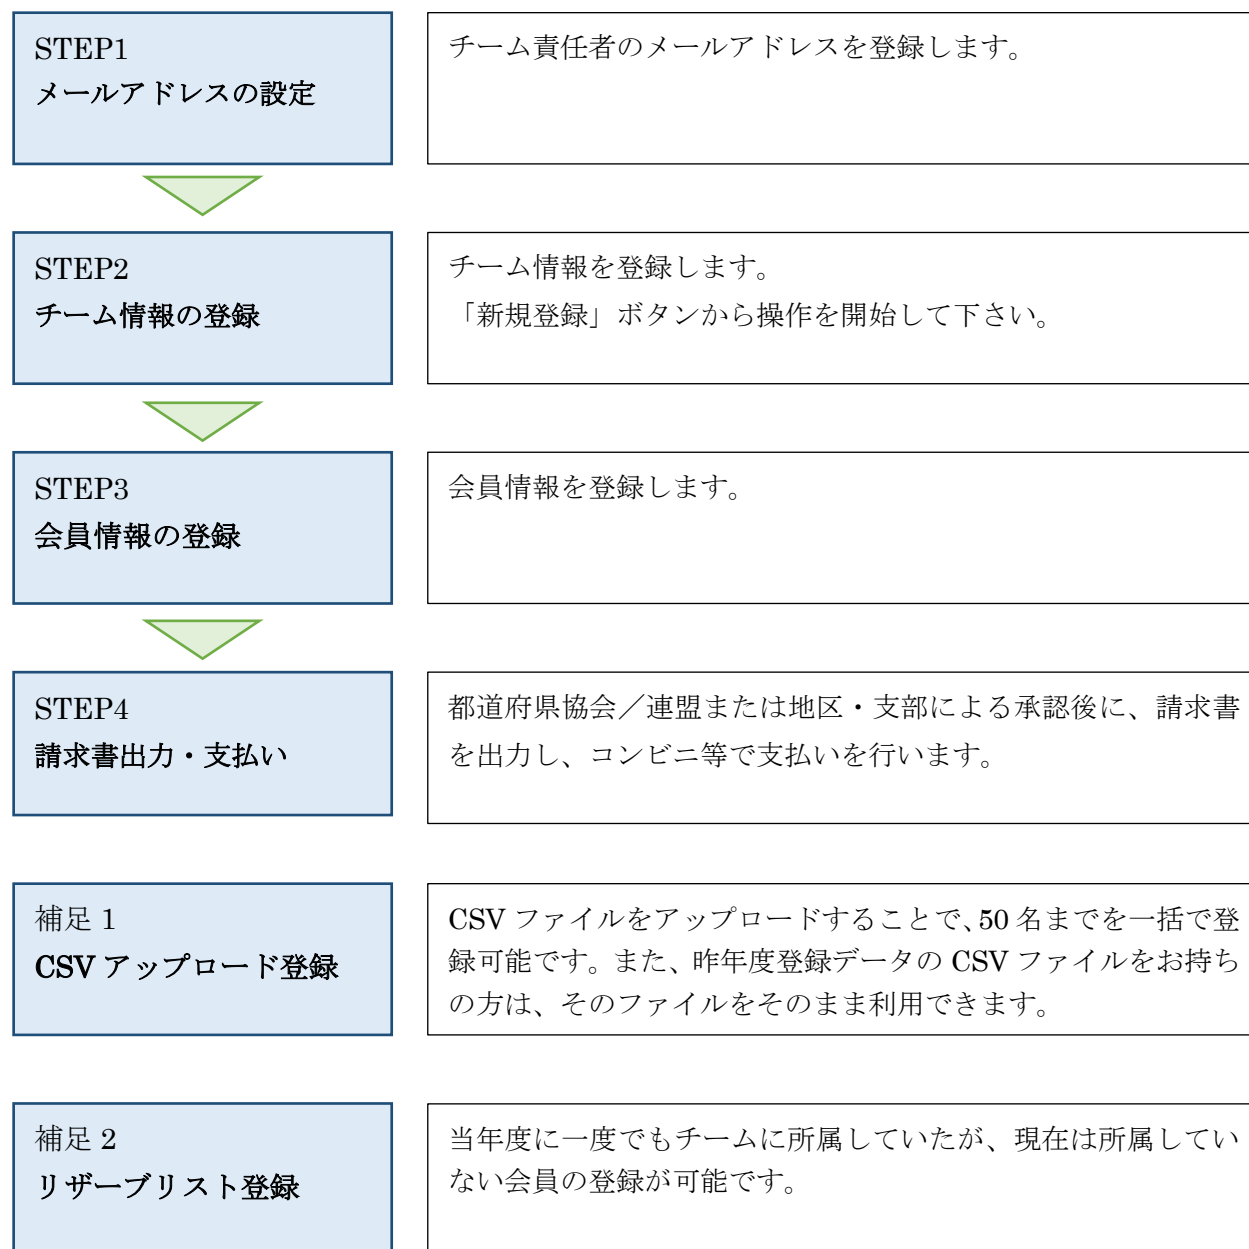 STEP1
メールアドレスの設定
チーム責任者のメールアドレスを登録します。
STEP2
チーム情報の登録
チーム情報を登録します。
「新規登録」ボタンから操作を開始して下さい。
STEP3
会員情報の登録
会員情報を登録します。
STEP4
請求書出力・支払い
都道府県協会／連盟または地区・支部による承認後に、請求書
を出力し、コンビニ等で支払いを行います。
補足 1
CSV アップロード登録
CSV ファイルをアップロードすることで、50 名までを一括で登
録可能です。また、昨年度登録データの CSV ファイルをお持ち
の方は、そのファイルをそのまま利用できます。
補足 2
リザーブリスト登録
当年度に一度でもチームに所属していたが、現在は所属してい
ない会員の登録が可能です。